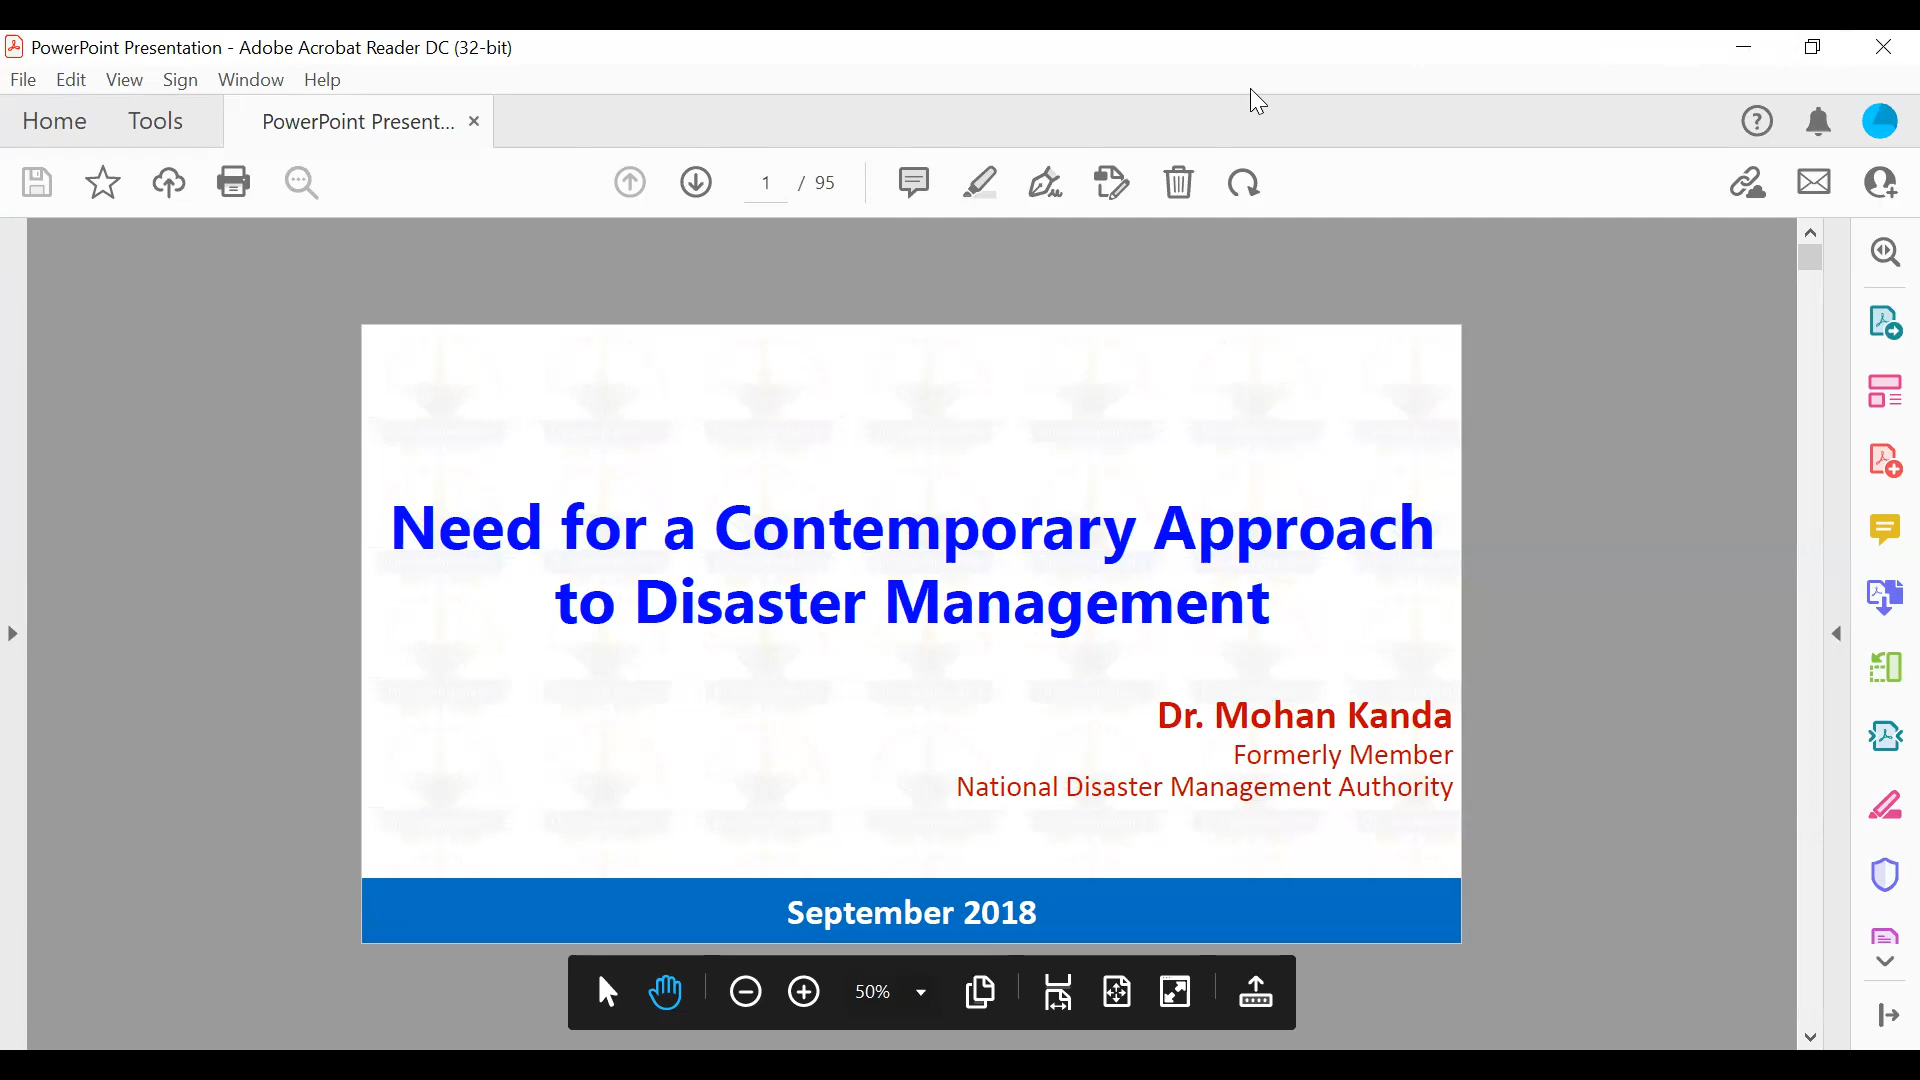 PowerPoint Presentation - Adobe Acrobat Reader DC (32-bit)
File Edit View Sign Window Help
Home Tools PowerPoint Present...
1 / 95
Need for a Contemporary Approach
to Disaster Management
Dr. Mohan Kanda
Formerly Member
National Disaster Management Authority
September 2018
50%